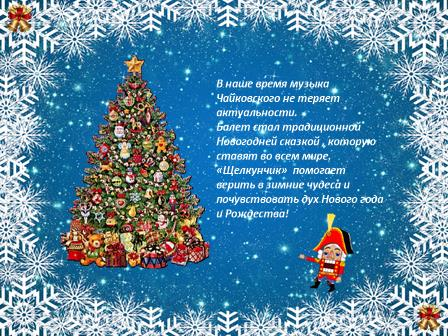 В наше время музыка
Чайковского не теряет
актуальности.
Балет стал традиционной
Новогодней сказкой , которую
ставят во всем мире.
«Щелкунчик»  помогает
верить в зимние чудеса и
почувствовать дух Нового года
и Рождества!